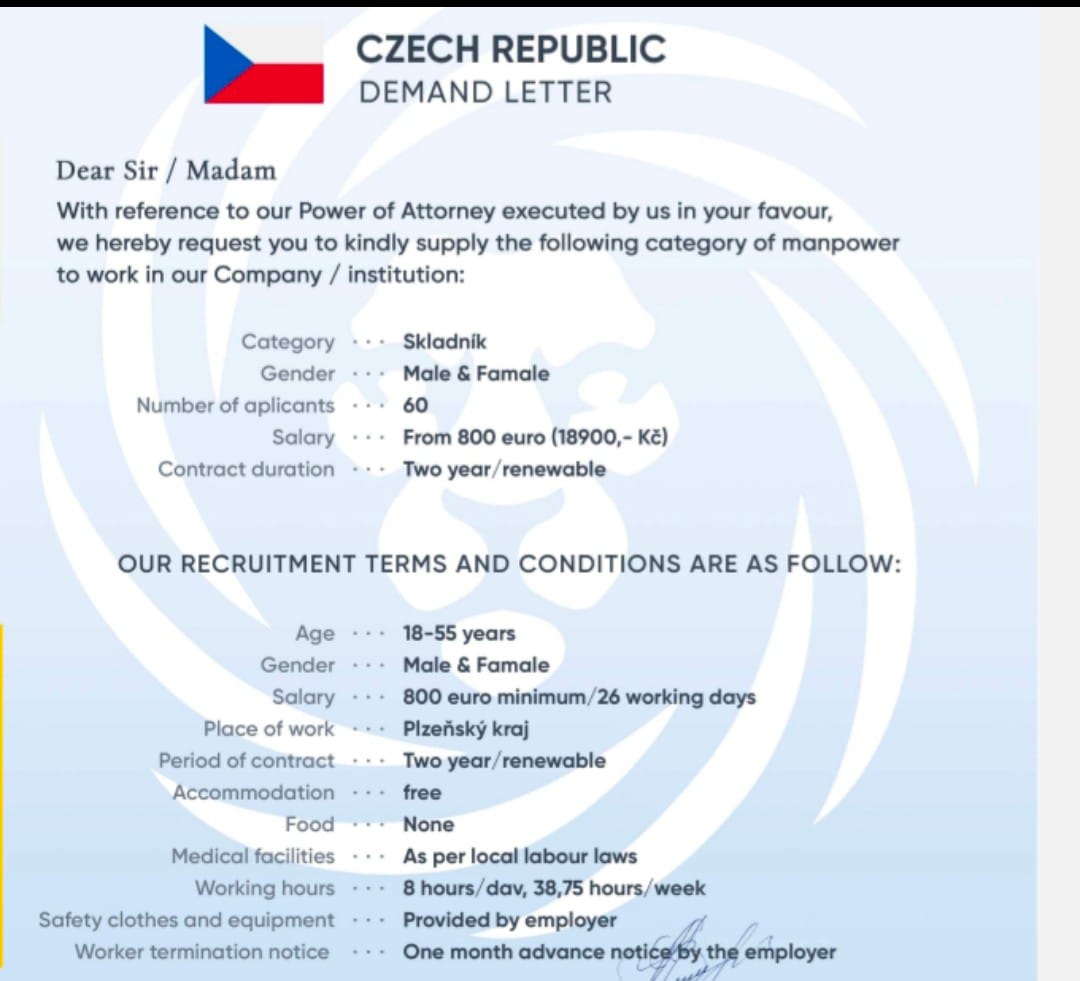 CZECH REPUBLIC
DEMAND LETTER
Dear Sir / Madam
With reference to our Power of Attorney executed by us in your favour,
we hereby request you to kindly supply the following category of manpower
to work in our Company / institution:
Category ··· Skladník
Gender ··· Male & Famale
Number of aplicants ··· 60
Salary ··· From 800 euro (18900,- Kč)
Contract duration ··· Two year/renewable
OUR RECRUITMENT TERMS AND CONDITIONS ARE AS FOLLOW:
Age ··· 18-55 years
Gender ··· Male & Famale
Salary ··· 800 euro minimum/26 working days
Place of work ··· Plzeňský kraj
Period of contract ··· Two year/renewable
Accommodation ··· free
Food ··· None
Medical facilities ··· As per local labour laws
Working hours ··· 8 hours/dav, 38,75 hours/week
Safety clothes and equipment ··· Provided by employer
Worker termination notice ··· One month advance notice by the employer